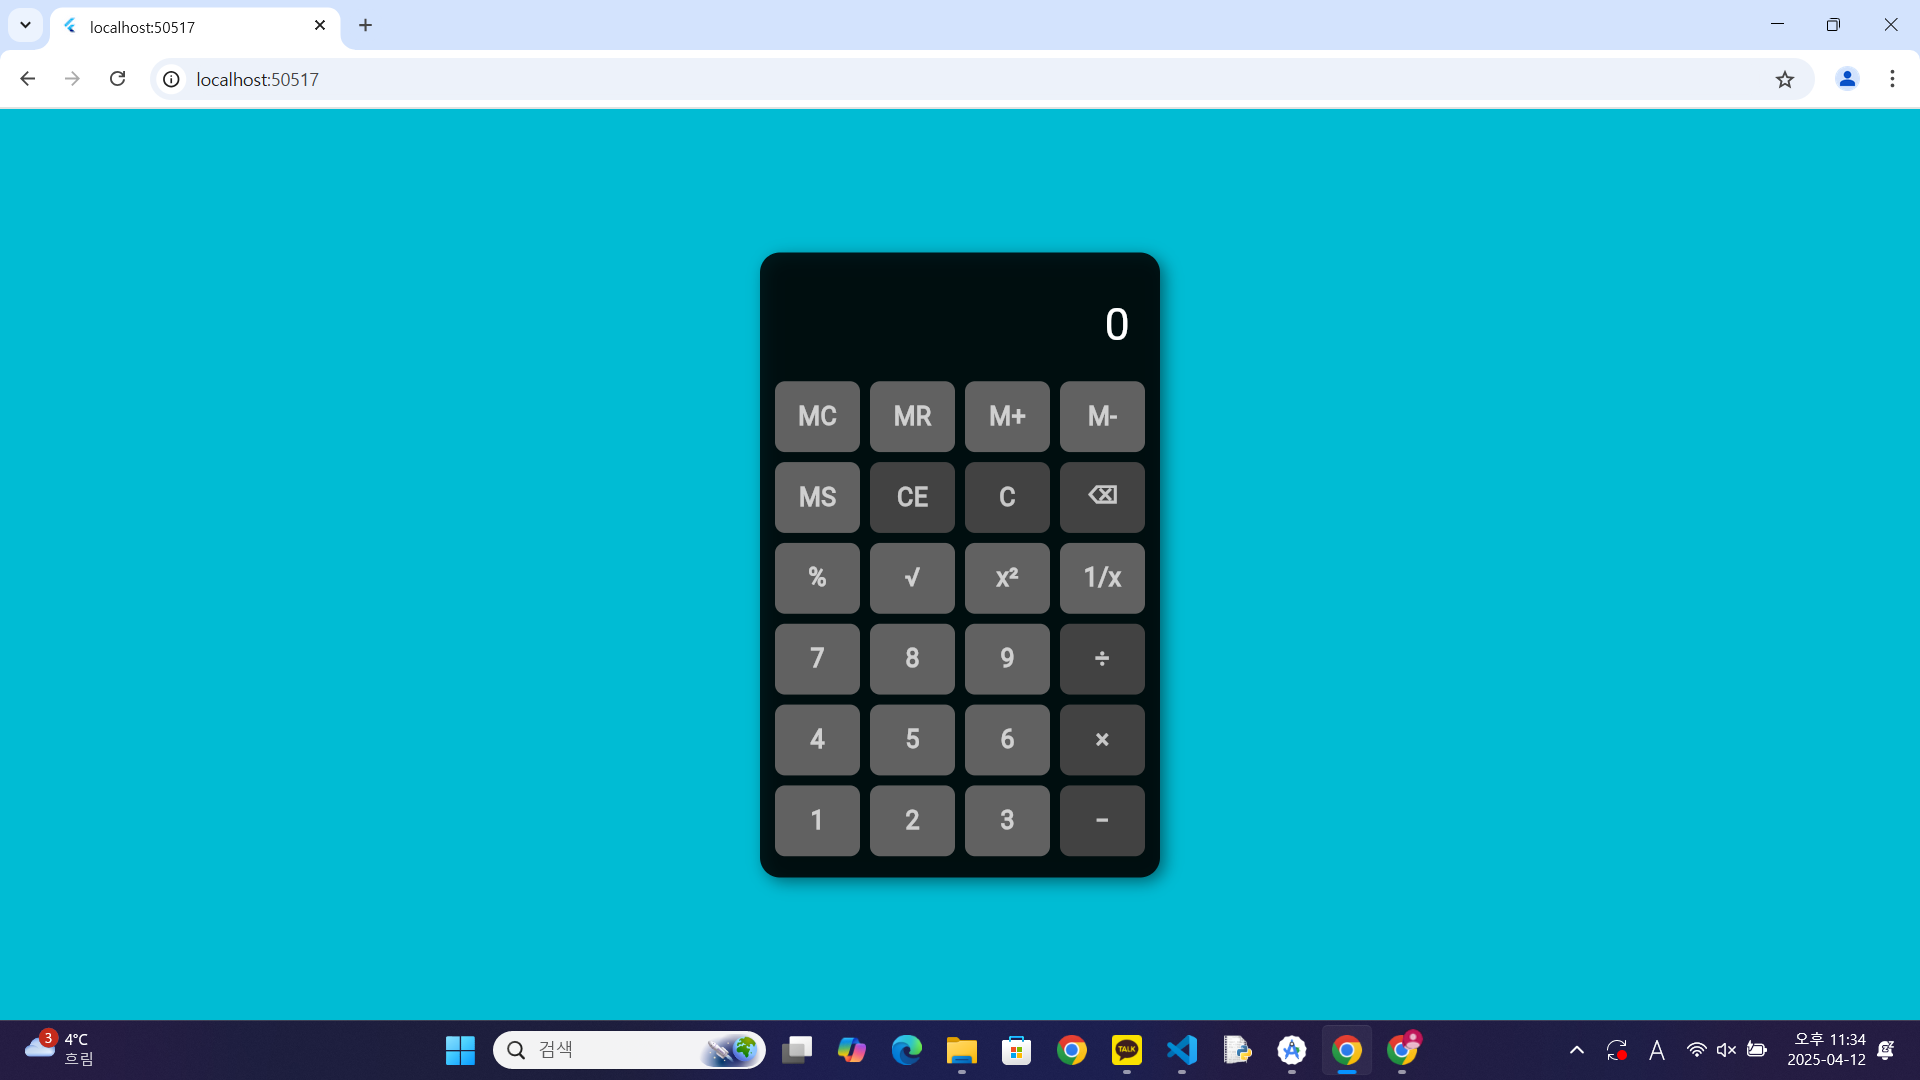 localhost:50517
localhost:50517
0
MC MR M+ M-
MS CE C ⌫
% √ x² 1/x
7 8 9 ÷
4 5 6 ×
1 2 3 −
3
4°C
흐림
검색
TALK
A
오후 11:34
2025-04-12